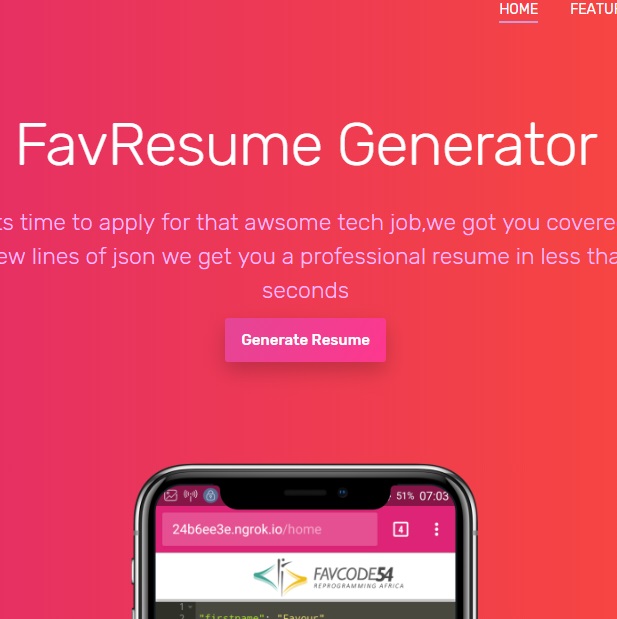 HOME FEATUR
FavResume Generator
ts time to apply for that awsome tech job,we got you covere
ew lines of json we get you a professional resume in less tha
seconds
Generate Resume
51% 07:03
24b6ee3e.ngrok.io/home
4
FAVCODE54
REPROGRAMMING AFRICA
1
2 "firstname": "Favour"